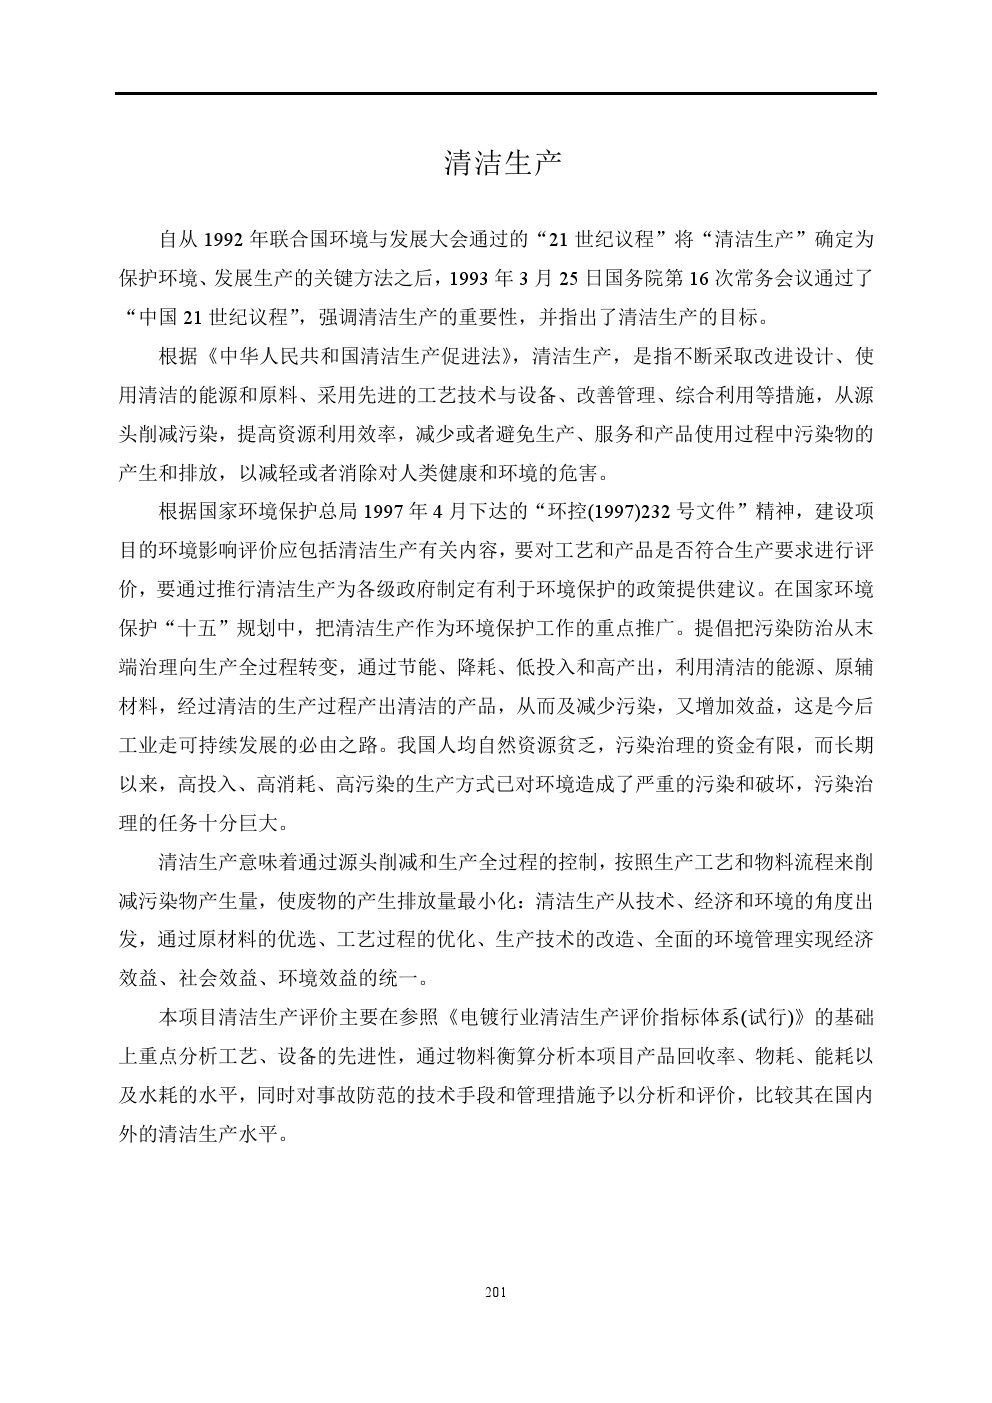 清洁生产
自从 1992 年联合国环境与发展大会通过的“21 世纪议程”将“清洁生产”确定为
保护环境、发展生产的关键方法之后，1993 年 3 月 25 日国务院第 16 次常务会议通过了
“中国 21 世纪议程”，强调清洁生产的重要性，并指出了清洁生产的目标。
根据《中华人民共和国清洁生产促进法》，清洁生产，是指不断采取改进设计、使
用清洁的能源和原料、采用先进的工艺技术与设备、改善管理、综合利用等措施，从源
头削减污染，提高资源利用效率，减少或者避免生产、服务和产品使用过程中污染物的
产生和排放，以减轻或者消除对人类健康和环境的危害。
根据国家环境保护总局 1997 年 4 月下达的“环控(1997)232 号文件”精神，建设项
目的环境影响评价应包括清洁生产有关内容，要对工艺和产品是否符合生产要求进行评
价，要通过推行清洁生产为各级政府制定有利于环境保护的政策提供建议。在国家环境
保护“十五”规划中，把清洁生产作为环境保护工作的重点推广。提倡把污染防治从末
端治理向生产全过程转变，通过节能、降耗、低投入和高产出，利用清洁的能源、原辅
材料，经过清洁的生产过程产出清洁的产品，从而及减少污染，又增加效益，这是今后
工业走可持续发展的必由之路。我国人均自然资源贫乏，污染治理的资金有限，而长期
以来，高投入、高消耗、高污染的生产方式已对环境造成了严重的污染和破坏，污染治
理的任务十分巨大。
清洁生产意味着通过源头削减和生产全过程的控制，按照生产工艺和物料流程来削
减污染物产生量，使废物的产生排放量最小化：清洁生产从技术、经济和环境的角度出
发，通过原材料的优选、工艺过程的优化、生产技术的改造、全面的环境管理实现经济
效益、社会效益、环境效益的统一。
本项目清洁生产评价主要在参照《电镀行业清洁生产评价指标体系(试行)》的基础
上重点分析工艺、设备的先进性，通过物料衡算分析本项目产品回收率、物耗、能耗以
及水耗的水平，同时对事故防范的技术手段和管理措施予以分析和评价，比较其在国内
外的清洁生产水平。
201